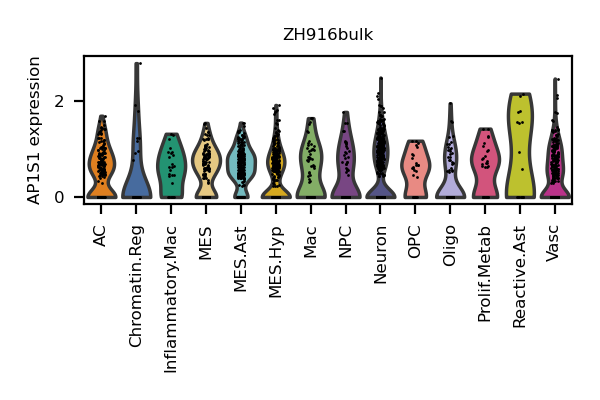 ZH916bulk
AP1S1 expression
2
0
AC
Chromatin.Reg
Inflammatory.Mac
MES
MES.Ast
MES.Hyp
Mac
NPC
Neuron
OPC
Oligo
Prolif.Metab
Reactive.Ast
Vasc